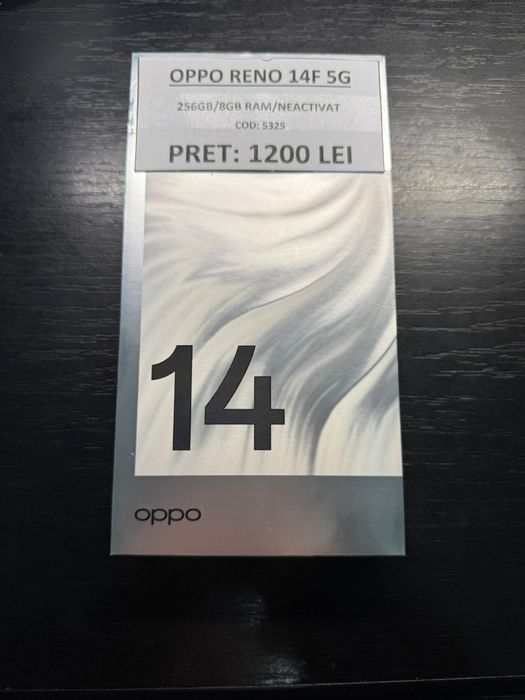 OPPO RENO 14F 5G
256GB/8GB RAM/NEACTIVAT
COD: 5325
PRET: 1200 LEI
14
oppo